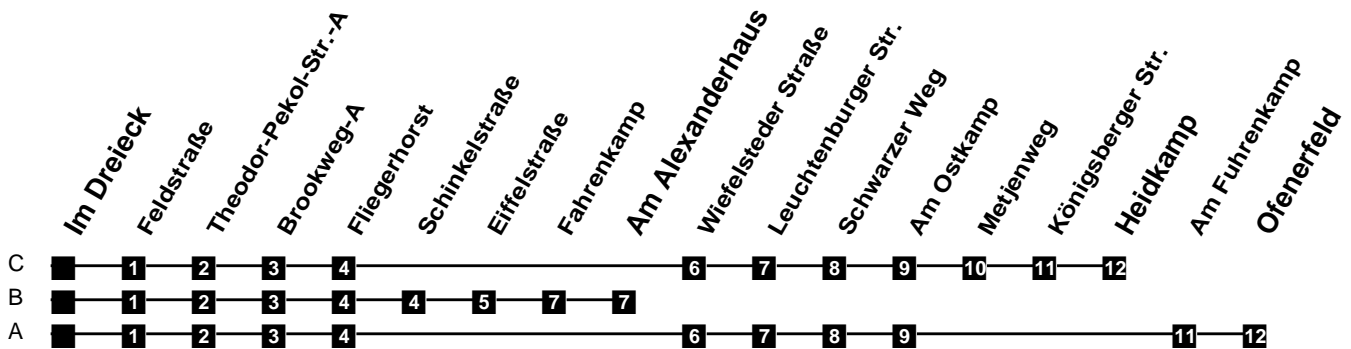 Im Dreieck
Feldstraße
Theodor-Pekol-Str.-A
Brookweg-A
Fliegerhorst
Schinkelstraße
Eiffelstraße
Fahrenkamp
Am Alexanderhaus
Wiefelsteder Straße
Leuchtenburger Str.
Schwarzer Weg
Am Ostkamp
Metjenweg
Königsberger Str.
Heidkamp
Am Fuhrenkamp
Ofenerfeld
C 1 2 3 4 6 7 8 9 10 11 12
B 1 2 3 4 4 5 7 7
A 1 2 3 4 6 7 8 9 11 12